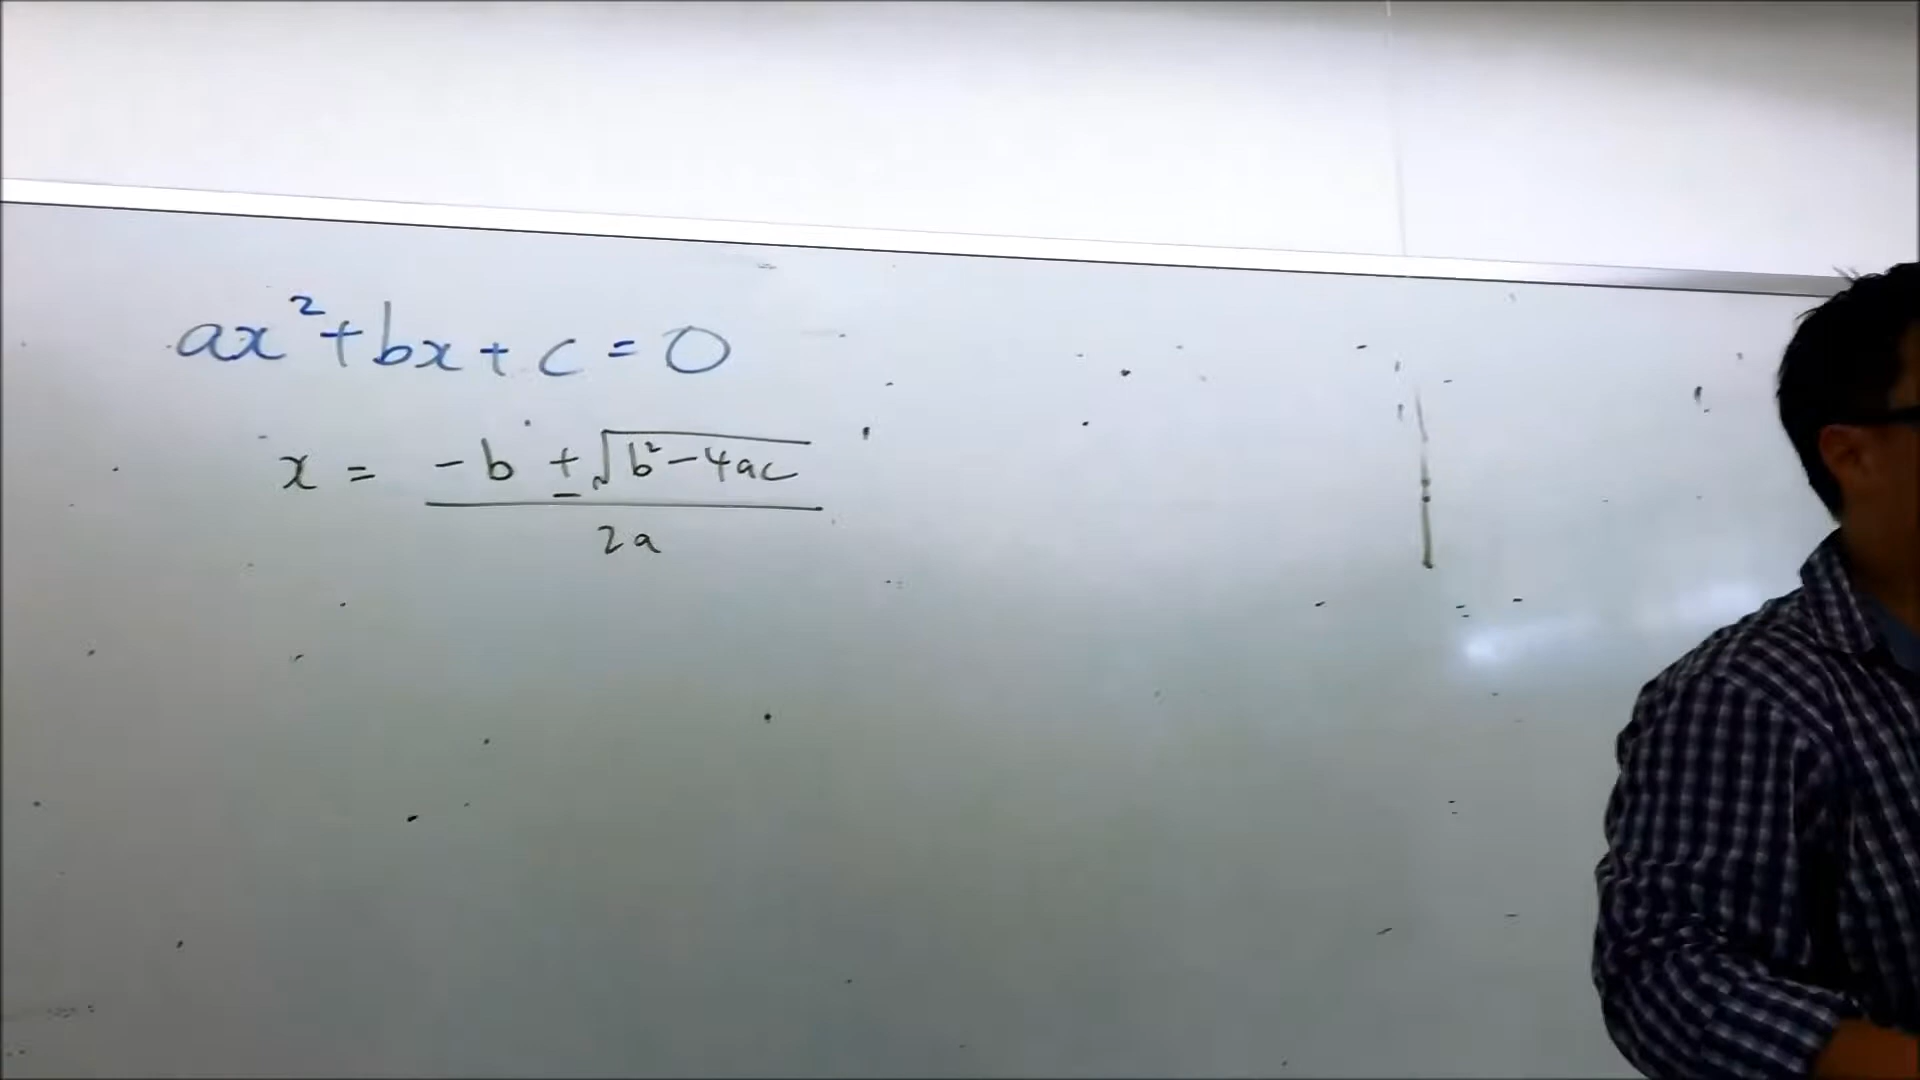 ax² + bx + c = 0
x = (-b ± √(b² - 4ac)) / 2a